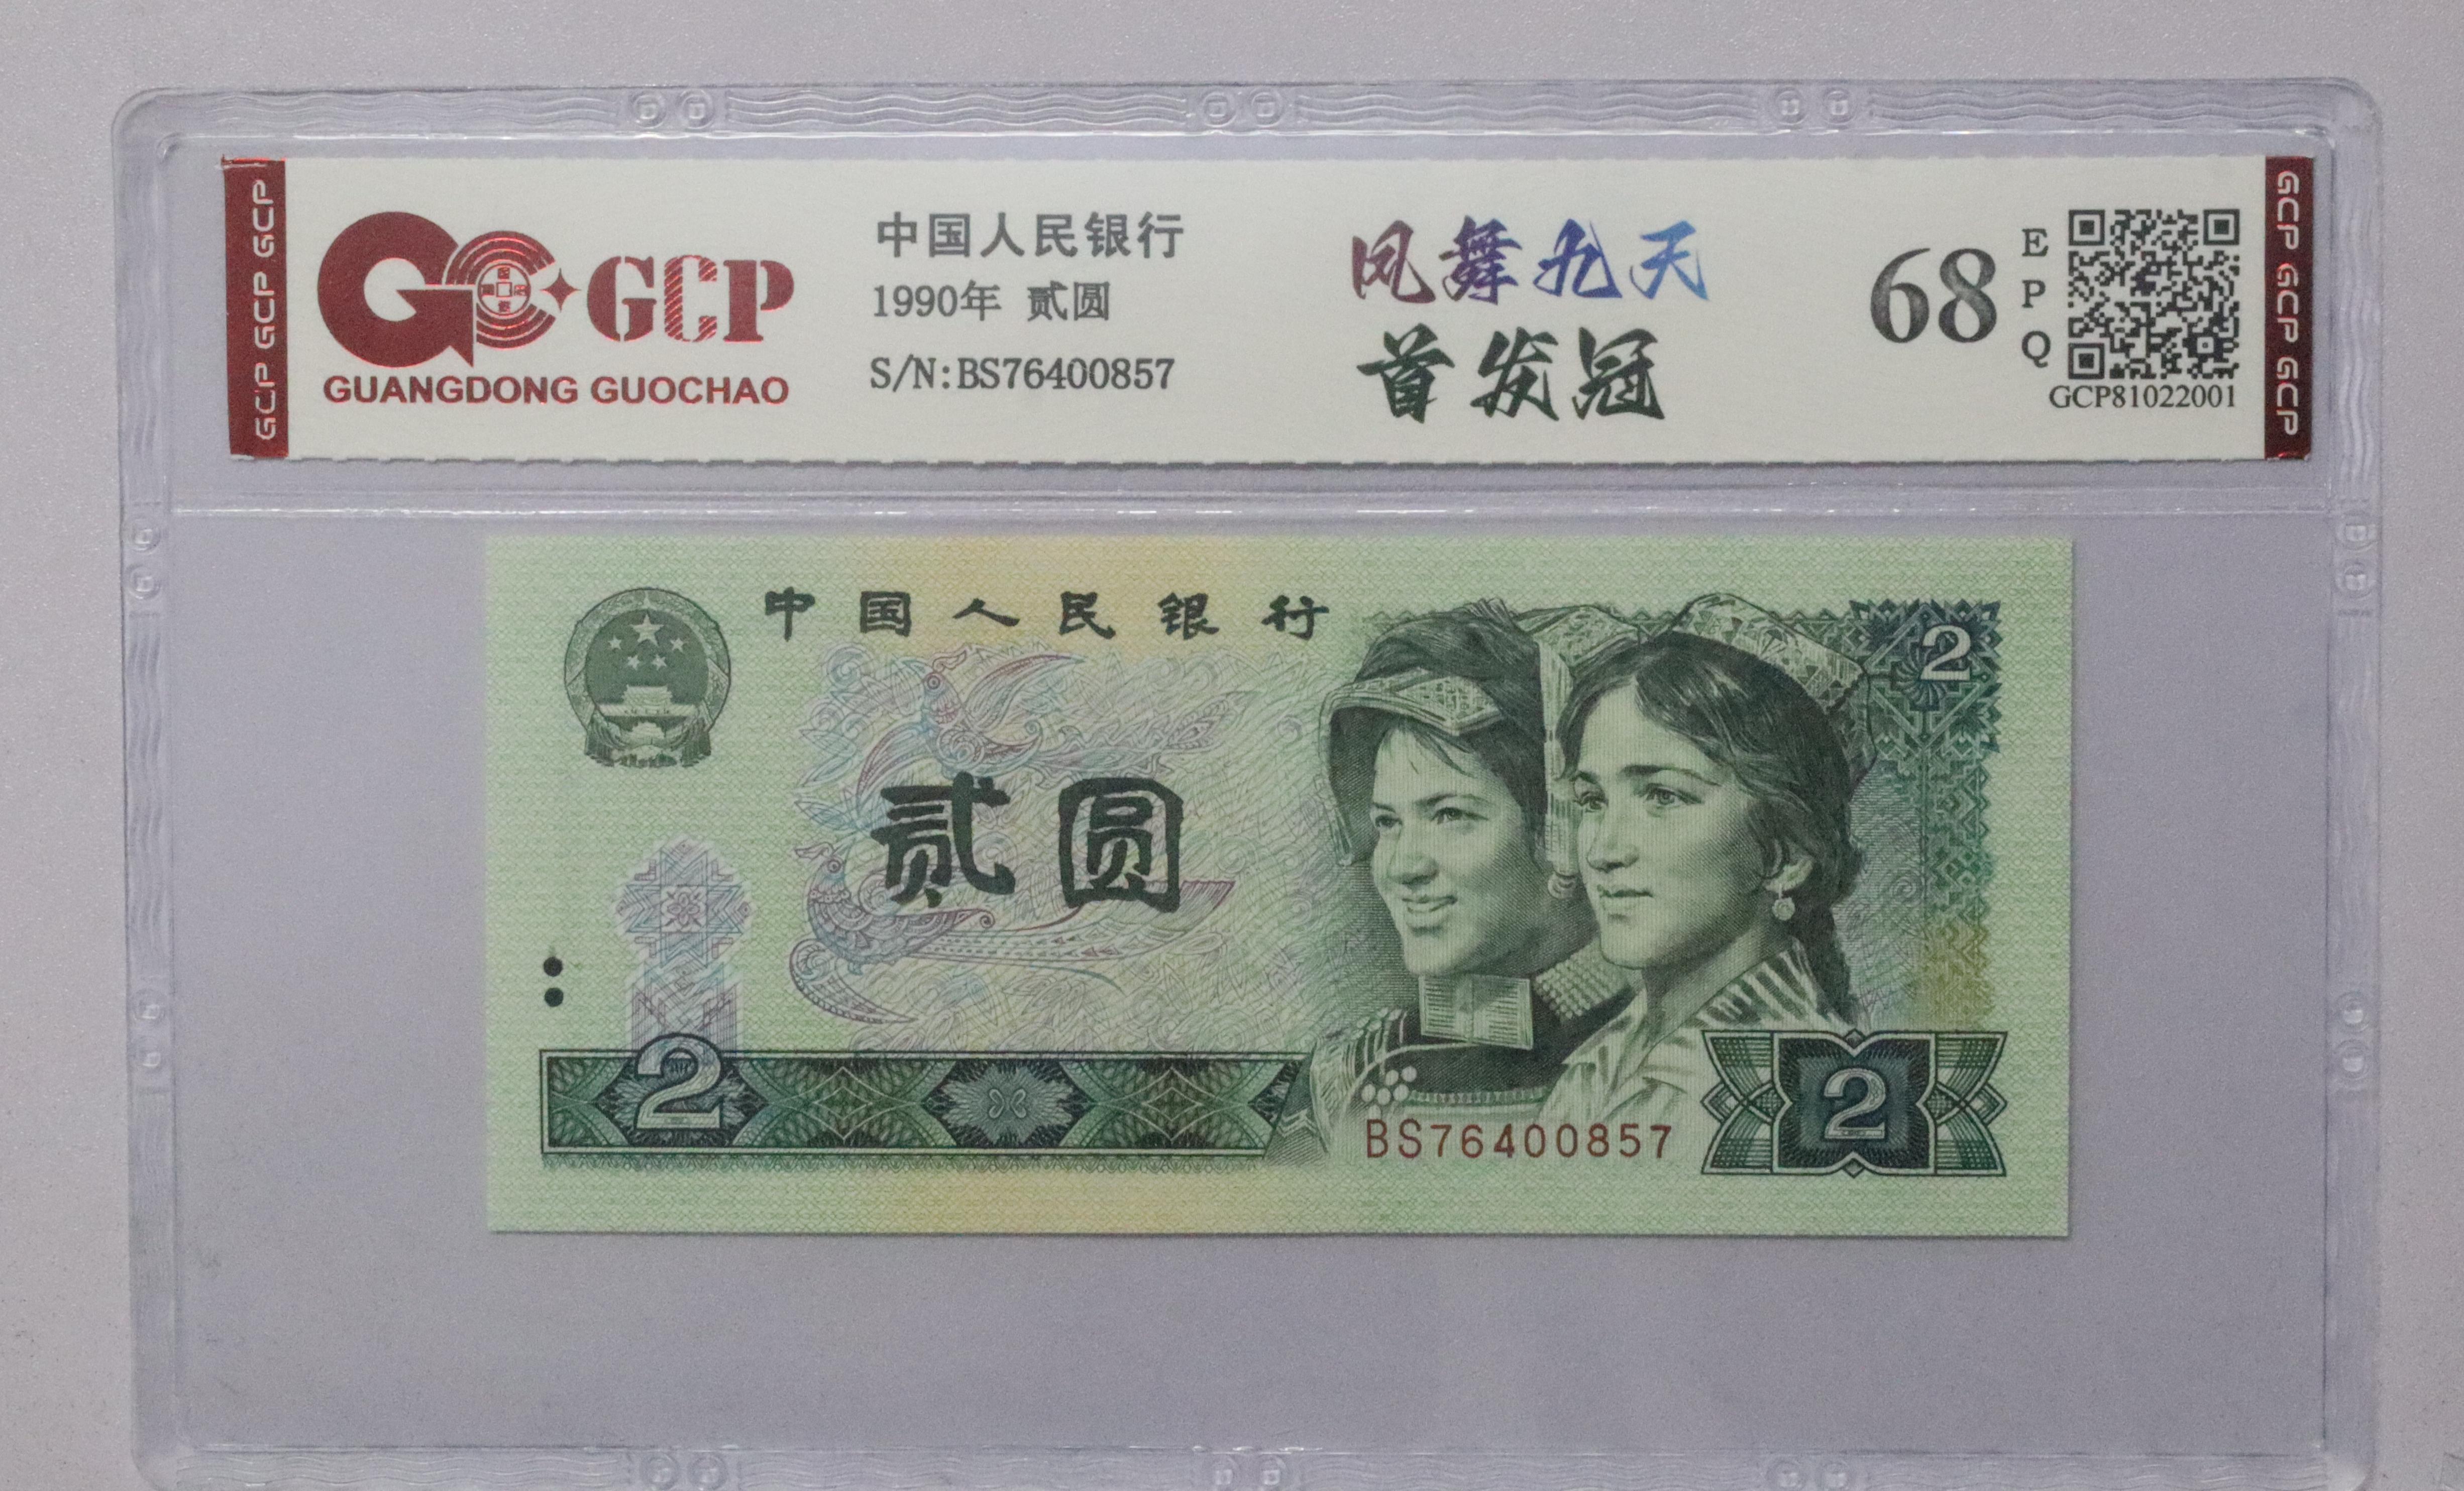 GCP GCP GCP
GCP
GUANGDONG GUOCHAO
中国人民银行
1990年 贰圆
S/N:BS76400857
凤舞九天
首发冠
68
E
P
Q
GCP81022001
GCP GCP GCP
中国人民银行
2
贰圆
2
BS76400857
2